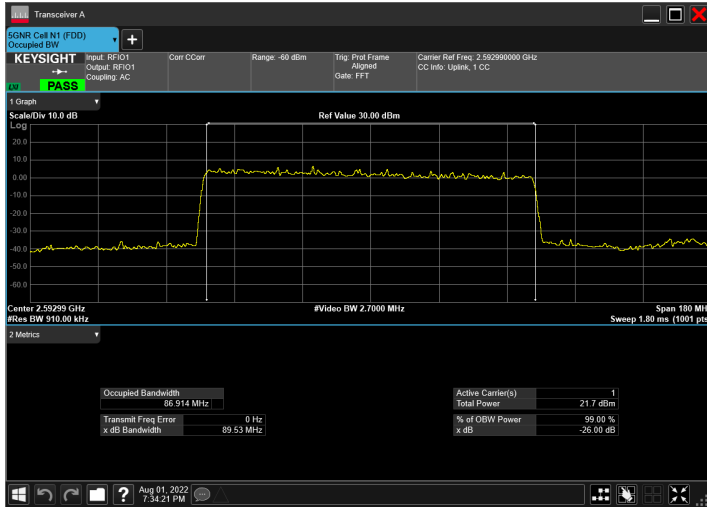 Transceiver A
5GNR Cell N1 (FDD)
Occupied BW
KEYSIGHT
LXI
PASS
Input: RFIO1
Output: RFIO1
Coupling: AC
Corr CCorr
Range: -60 dBm
Trig: Prot Frame
Aligned
Gate: FFT
Carrier Ref Freq: 2.592990000 GHz
CC Info: Uplink, 1 CC
1 Graph
Scale/Div 10.0 dB
Ref Value 30.00 dBm
Log
20.0
10.0
0.00
-10.0
-20.0
-30.0
-40.0
-50.0
-60.0
Center 2.59299 GHz
#Video BW 2.7000 MHz
Span 180 MH
#Res BW 910.00 kHz
Sweep 1.80 ms (1001 pts
2 Metrics
Occupied Bandwidth
86.914 MHz
Transmit Freq Error 0 Hz
x dB Bandwidth 89.53 MHz
Active Carrier(s) 1
Total Power 21.7 dBm
% of OBW Power 99.00 %
x dB -26.00 dB
Aug 01, 2022
7:34:21 PM